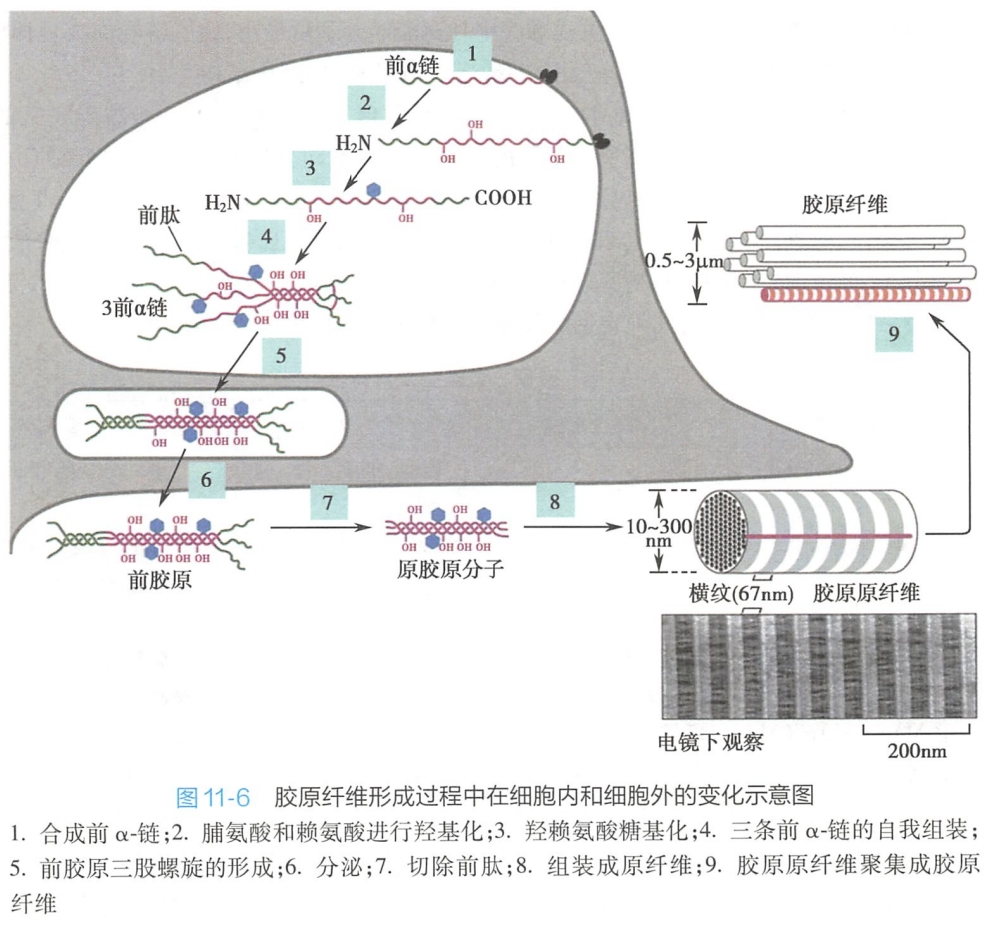 前α链
1
2
OH
H₂N
OH
OH
3
H₂N
COOH
OH
OH
前肽
4
OH OH
OH
3前α链
OH
OH OH
5
OH
OH
OH
OH OH OH
6
7
8
OH
OH
OH
OH OH OH
前胶原
OH
OH
OH OH OH
原胶原分子
胶原纤维
0.5~3μm
9
10~300
nm
横纹(67nm)
胶原原纤维
电镜下观察
200nm
图 11-6 胶原纤维形成过程中在细胞内和细胞外的变化示意图
1. 合成前 α-链;2. 脯氨酸和赖氨酸进行羟基化;3. 羟赖氨酸糖基化;4. 三条前 α-链的自我组装;
5. 前胶原三股螺旋的形成;6. 分泌;7. 切除前肽;8. 组装成原纤维;9. 胶原原纤维聚集成胶原
纤维